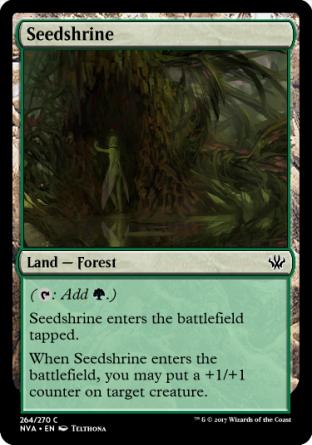 Seedshrine
Land — Forest
( : Add .)
Seedshrine enters the battlefield
tapped.
When Seedshrine enters the
battlefield, you may put a +1/+1
counter on target creature.
264/270 C
NVA • EN Telthona
™ & © 2017 Wizards of the Coast